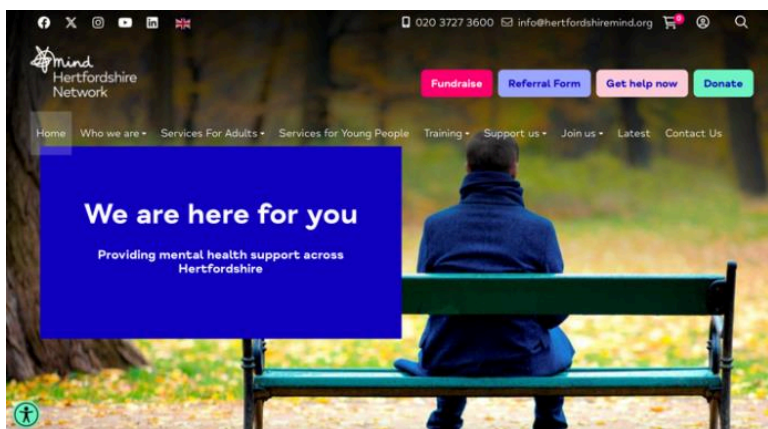 020 3727 3600 info@hertfordshiremind.org 0
mind
Hertfordshire
Network
Fundraise Referral Form Get help now Donate
Home Who we are Services For Adults Services for Young People Training Support us Join us Latest Contact Us
We are here for you
Providing mental health support across
Hertfordshire